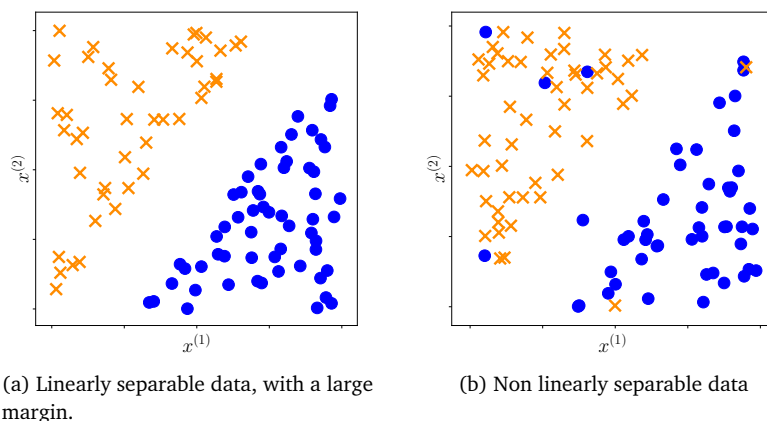 x^{(2)}
x^{(1)}
(a) Linearly separable data, with a large
margin.
x^{(2)}
x^{(1)}
(b) Non linearly separable data